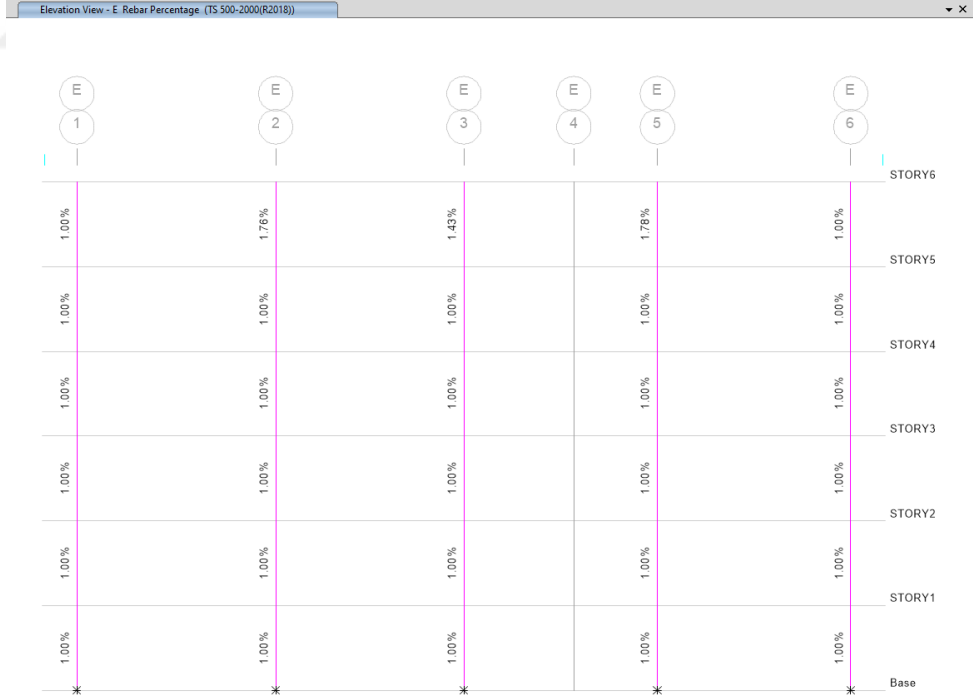 Elevation View - E Rebar Percentage (TS 500-2000(R2018))
E E E E E E
1 2 3 4 5 6
STORY6
1.00% 1.76% 1.43% 1.78% 1.00%
STORY5
1.00% 1.00% 1.00% 1.00% 1.00%
STORY4
1.00% 1.00% 1.00% 1.00% 1.00%
STORY3
1.00% 1.00% 1.00% 1.00% 1.00%
STORY2
1.00% 1.00% 1.00% 1.00% 1.00%
STORY1
1.00% 1.00% 1.00% 1.00% 1.00%
Base